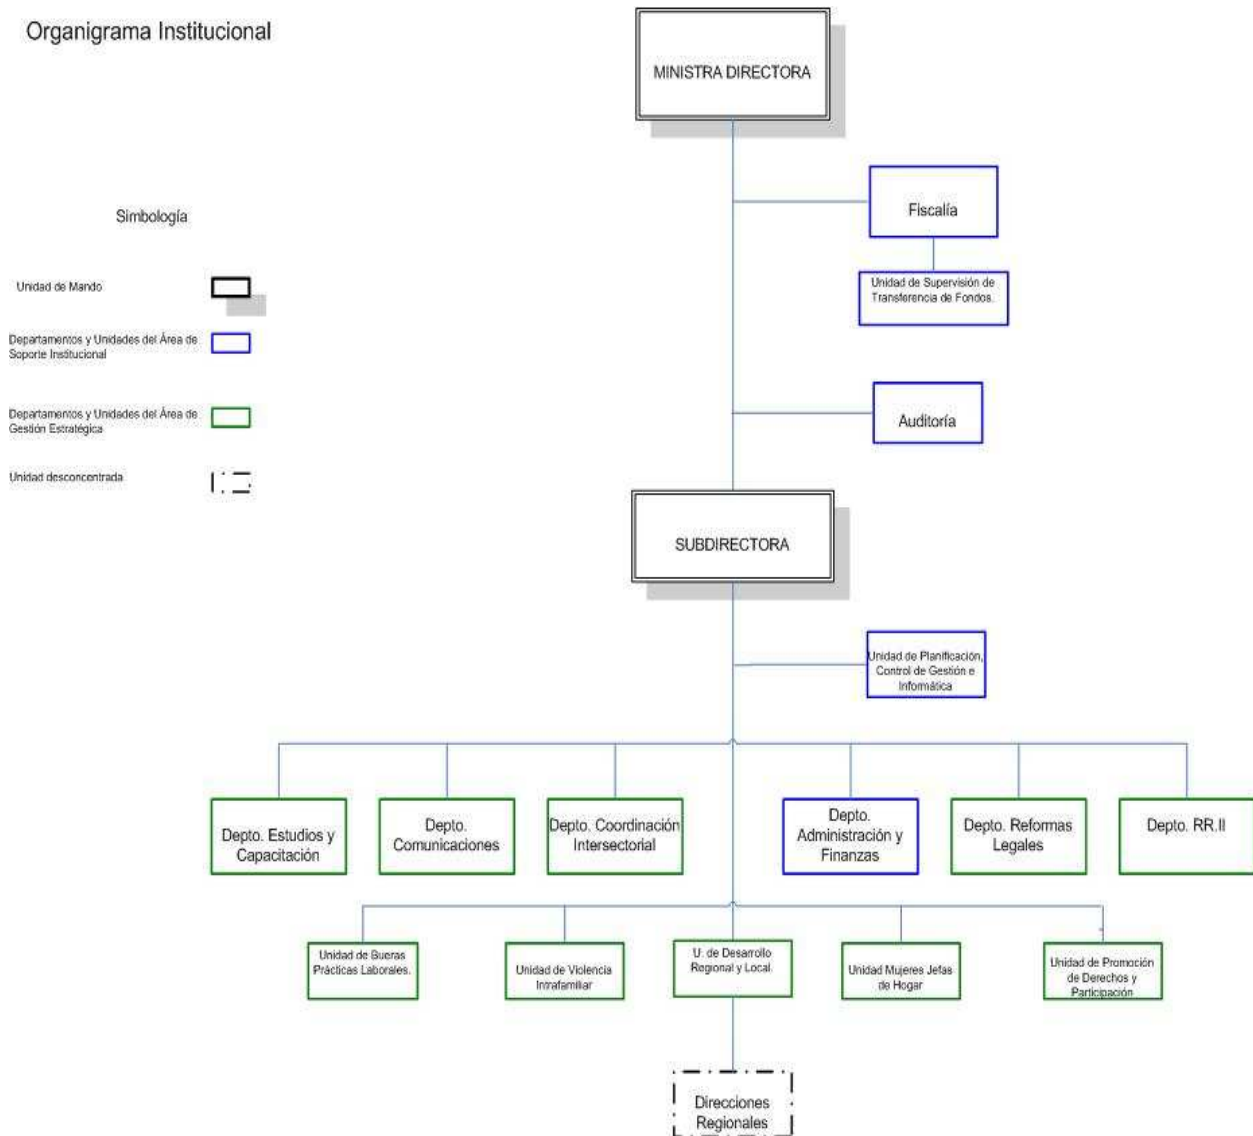 Organigrama Institucional
MINISTRA DIRECTORA
Fiscalía
Simbología
Unidad de Mando
Unidad de Supervisión de
Transferencia de Fondos.
Departamentos y Unidades del Área de
Soporte Institucional
Departamentos y Unidades del Área de
Gestión Estratégica
Auditoría
Unidad desconcentrada
SUBDIRECTORA
Unidad de Planificación,
Control de Gestión e
Informática
Depto. Estudios y
Capacitación
Depto.
Comunicaciones
Depto. Coordinación
Intersectorial
Depto.
Administración y
Finanzas
Depto. Reformas
Legales
Depto. RR.II
Unidad de Buenas
Prácticas Laborales.
Unidad de Violencia
Intrafamiliar
U. de Desarrollo
Regional y Local.
Unidad Mujeres Jefas
de Hogar
Unidad de Promoción
de Derechos y
Participación
Direcciones
Regionales